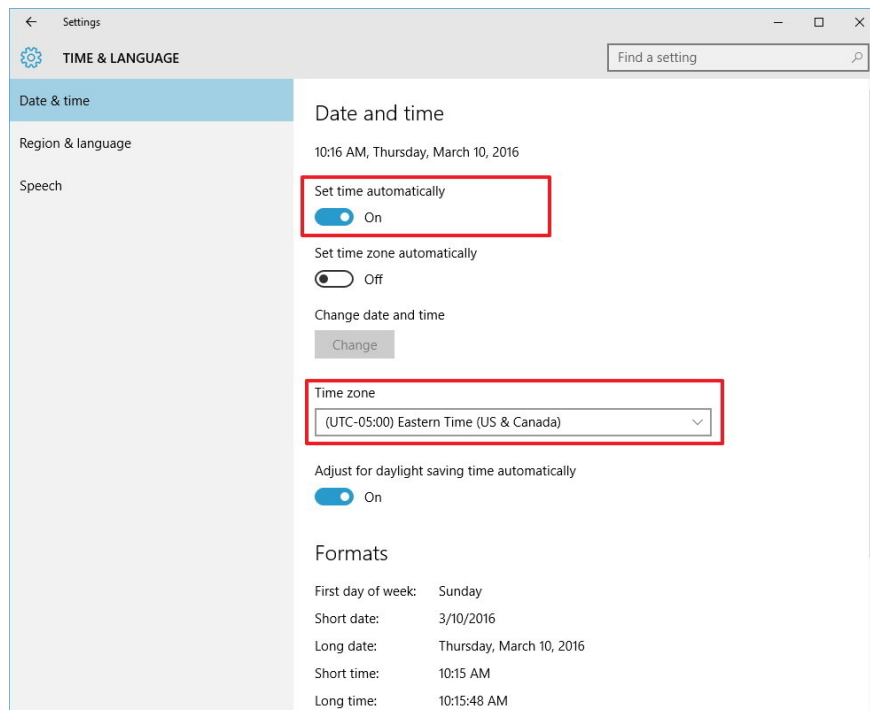 Settings
TIME & LANGUAGE
Find a setting
Date & time
Region & language
Speech
Date and time
10:16 AM, Thursday, March 10, 2016
Set time automatically
On
Set time zone automatically
Off
Change date and time
Change
Time zone
(UTC-05:00) Eastern Time (US & Canada)
Adjust for daylight saving time automatically
On
Formats
First day of week: Sunday
Short date: 3/10/2016
Long date: Thursday, March 10, 2016
Short time: 10:15 AM
Long time: 10:15:48 AM